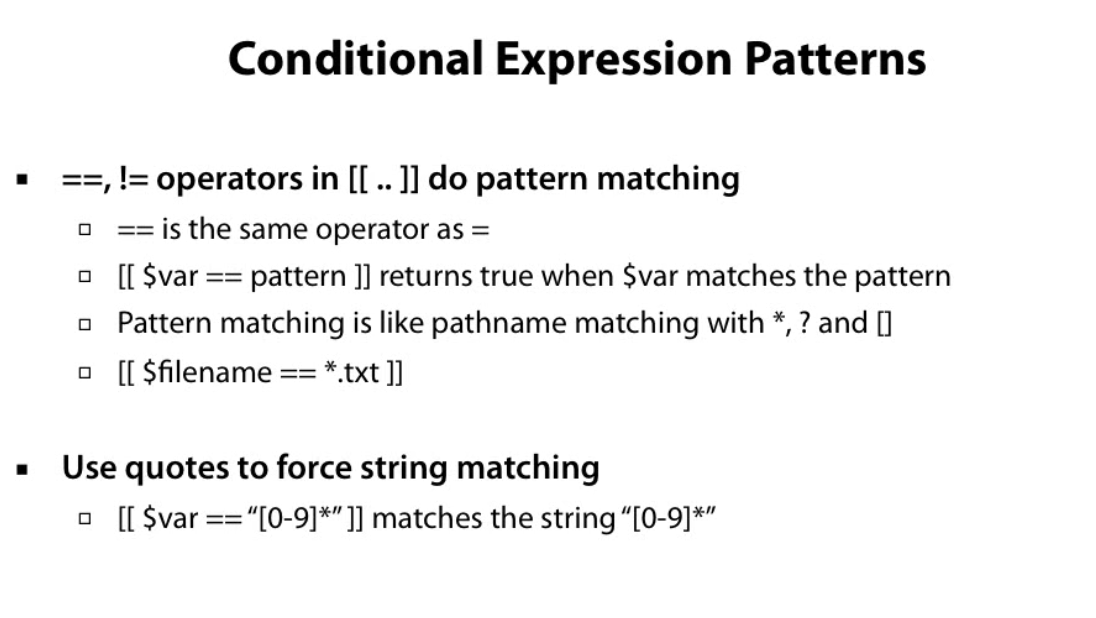 Conditional Expression Patterns
▪ ==, != operators in [[ .. ]] do pattern matching
▫ == is the same operator as =
▫ [[ $var == pattern ]] returns true when $var matches the pattern
▫ Pattern matching is like pathname matching with *, ? and []
▫ [[ $filename == *.txt ]]
▪ Use quotes to force string matching
▫ [[ $var == “[0-9]*” ]] matches the string “[0-9]*”